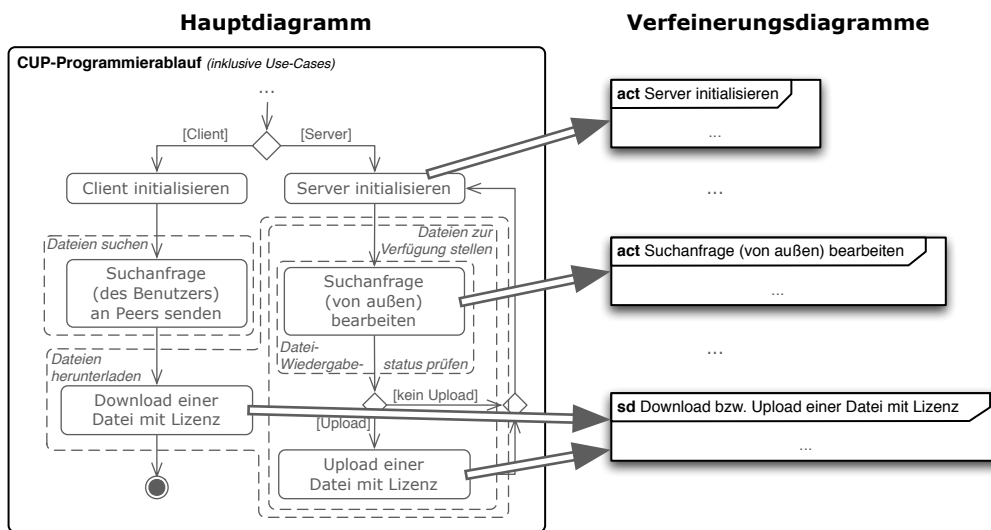 Hauptdiagramm
Verfeinerungsdiagramme
CUP-Programmierablauf (inklusive Use-Cases)
...
[Client]
[Server]
Client initialisieren
Server initialisieren
Dateien suchen
Suchanfrage
(des Benutzers)
an Peers senden
Dateien zur
Verfügung stellen
Suchanfrage
(von außen)
bearbeiten
Datei-
Wiedergabe- status prüfen
Dateien
herunterladen
Download einer
Datei mit Lizenz
[kein Upload]
[Upload]
Upload einer
Datei mit Lizenz
act Server initialisieren
...
...
act Suchanfrage (von außen) bearbeiten
...
...
sd Download bzw. Upload einer Datei mit Lizenz
...